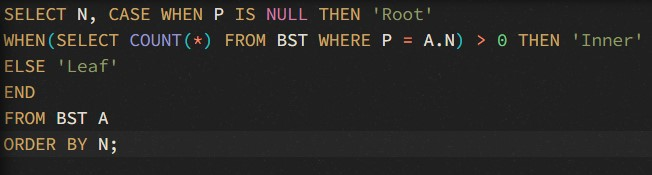 SELECT N, CASE WHEN P IS NULL THEN 'Root'
WHEN(SELECT COUNT(*) FROM BST WHERE P = A.N) > 0 THEN 'Inner'
ELSE 'Leaf'
END
FROM BST A
ORDER BY N;